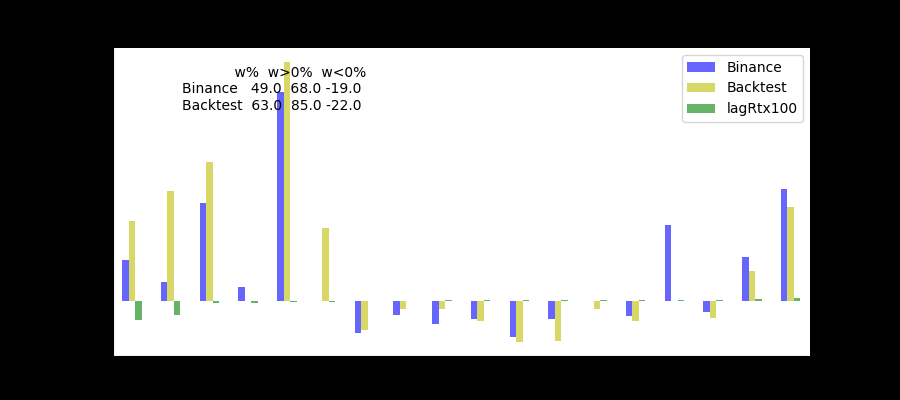 w%  w>0%  w<0%
Binance   49.0  68.0 -19.0
Backtest  63.0  85.0 -22.0
Binance
Backtest
lagRtx100